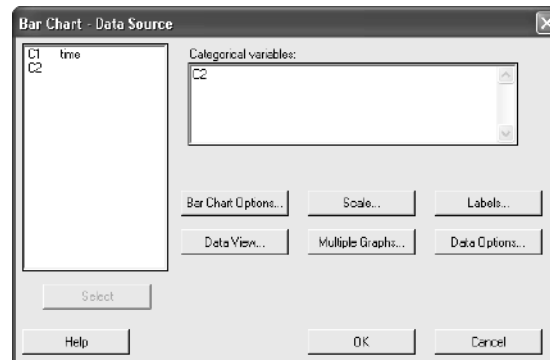 Bar Chart - Data Source
C1 time
C2
Categorical variables:
C2
Bar Chart Options...
Scale...
Labels...
Data View...
Multiple Graphs...
Data Options...
Select
Help
OK
Cancel